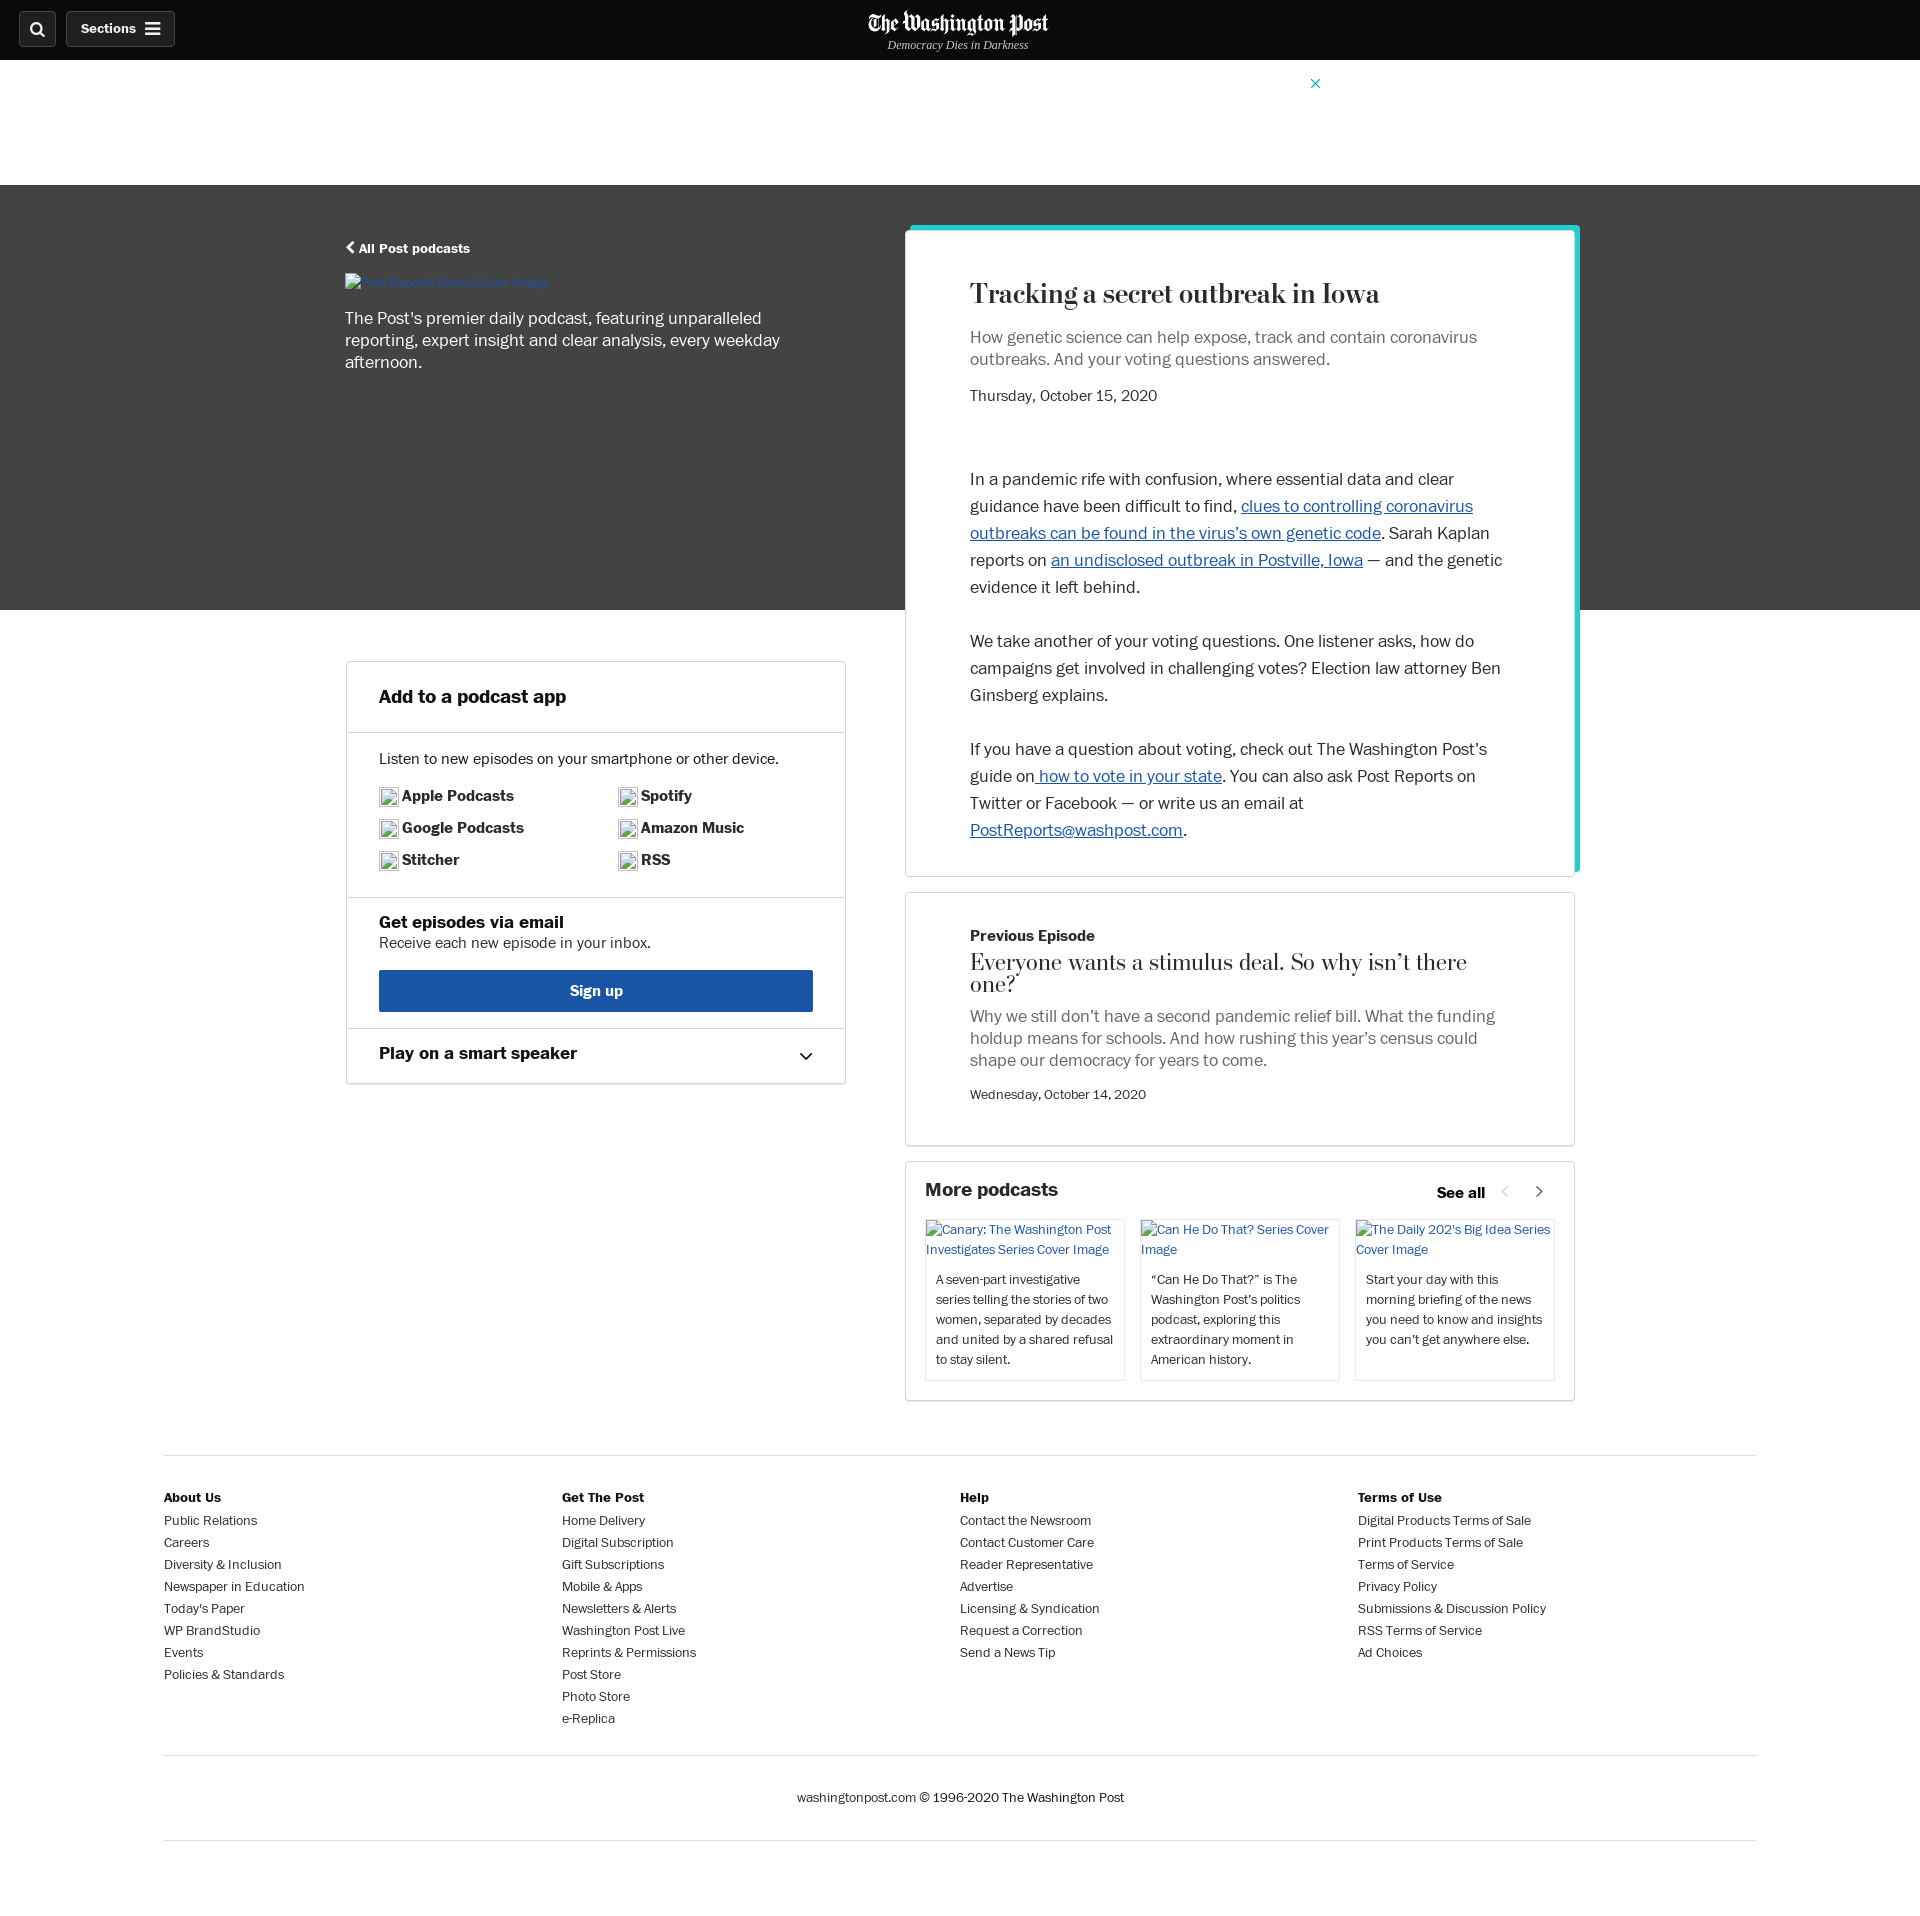 Sections
The Washington Post
Democracy Dies in Darkness
All Post podcasts
Post Reports Series Cover Image
The Post's premier daily podcast, featuring unparalleled
reporting, expert insight and clear analysis, every weekday
afternoon.
Tracking a secret outbreak in Iowa
How genetic science can help expose, track and contain coronavirus
outbreaks. And your voting questions answered.
Thursday, October 15, 2020
In a pandemic rife with confusion, where essential data and clear
guidance have been difficult to find, clues to controlling coronavirus
outbreaks can be found in the virus’s own genetic code. Sarah Kaplan
reports on an undisclosed outbreak in Postville, Iowa — and the genetic
evidence it left behind.
We take another of your voting questions. One listener asks, how do
campaigns get involved in challenging votes? Election law attorney Ben
Ginsberg explains.
If you have a question about voting, check out The Washington Post’s
guide on how to vote in your state. You can also ask Post Reports on
Twitter or Facebook — or write us an email at
PostReports@washpost.com.
Add to a podcast app
Listen to new episodes on your smartphone or other device.
Apple Podcasts
Spotify
Google Podcasts
Amazon Music
Stitcher
RSS
Get episodes via email
Receive each new episode in your inbox.
Sign up
Play on a smart speaker
Previous Episode
Everyone wants a stimulus deal. So why isn’t there
one?
Why we still don’t have a second pandemic relief bill. What the funding
holdup means for schools. And how rushing this year’s census could
shape our democracy for years to come.
Wednesday, October 14, 2020
More podcasts
See all
Canary: The Washington Post
Investigates Series Cover Image
A seven-part investigative
series telling the stories of two
women, separated by decades
and united by a shared refusal
to stay silent.
Can He Do That? Series Cover
Image
“Can He Do That?” is The
Washington Post's politics
podcast, exploring this
extraordinary moment in
American history.
The Daily 202's Big Idea Series
Cover Image
Start your day with this
morning briefing of the news
you need to know and insights
you can't get anywhere else.
About Us
Public Relations
Careers
Diversity & Inclusion
Newspaper in Education
Today's Paper
WP BrandStudio
Events
Policies & Standards
Get The Post
Home Delivery
Digital Subscription
Gift Subscriptions
Mobile & Apps
Newsletters & Alerts
Washington Post Live
Reprints & Permissions
Post Store
Photo Store
e-Replica
Help
Contact the Newsroom
Contact Customer Care
Reader Representative
Advertise
Licensing & Syndication
Request a Correction
Send a News Tip
Terms of Use
Digital Products Terms of Sale
Print Products Terms of Sale
Terms of Service
Privacy Policy
Submissions & Discussion Policy
RSS Terms of Service
Ad Choices
washingtonpost.com © 1996-2020 The Washington Post